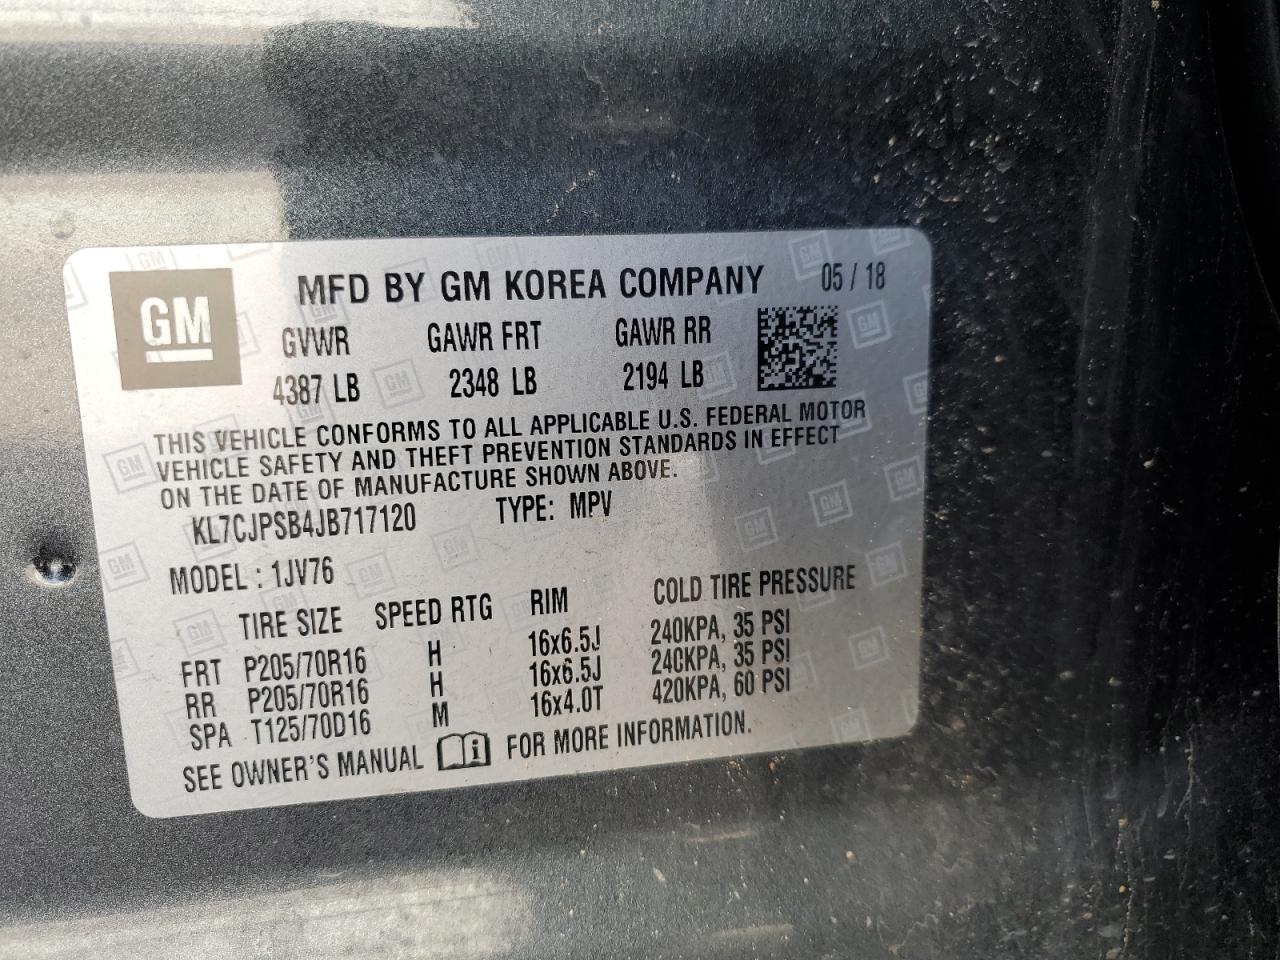 GM
MFD BY GM KOREA COMPANY 05 / 18
GVWR GAWR FRT GAWR RR
4387 LB 2348 LB 2194 LB
THIS VEHICLE CONFORMS TO ALL APPLICABLE U.S. FEDERAL MOTOR
VEHICLE SAFETY AND THEFT PREVENTION STANDARDS IN EFFECT
ON THE DATE OF MANUFACTURE SHOWN ABOVE.
KL7CJPSB4JB717120 TYPE: MPV
MODEL : 1JV76
TIRE SIZE SPEED RTG RIM COLD TIRE PRESSURE
FRT P205/70R16 H 16x6.5J 240KPA, 35 PSI
RR P205/70R16 H 16x6.5J 240KPA, 35 PSI
SPA T125/70D16 M 16x4.0T 420KPA, 60 PSI
SEE OWNER'S MANUAL i FOR MORE INFORMATION.